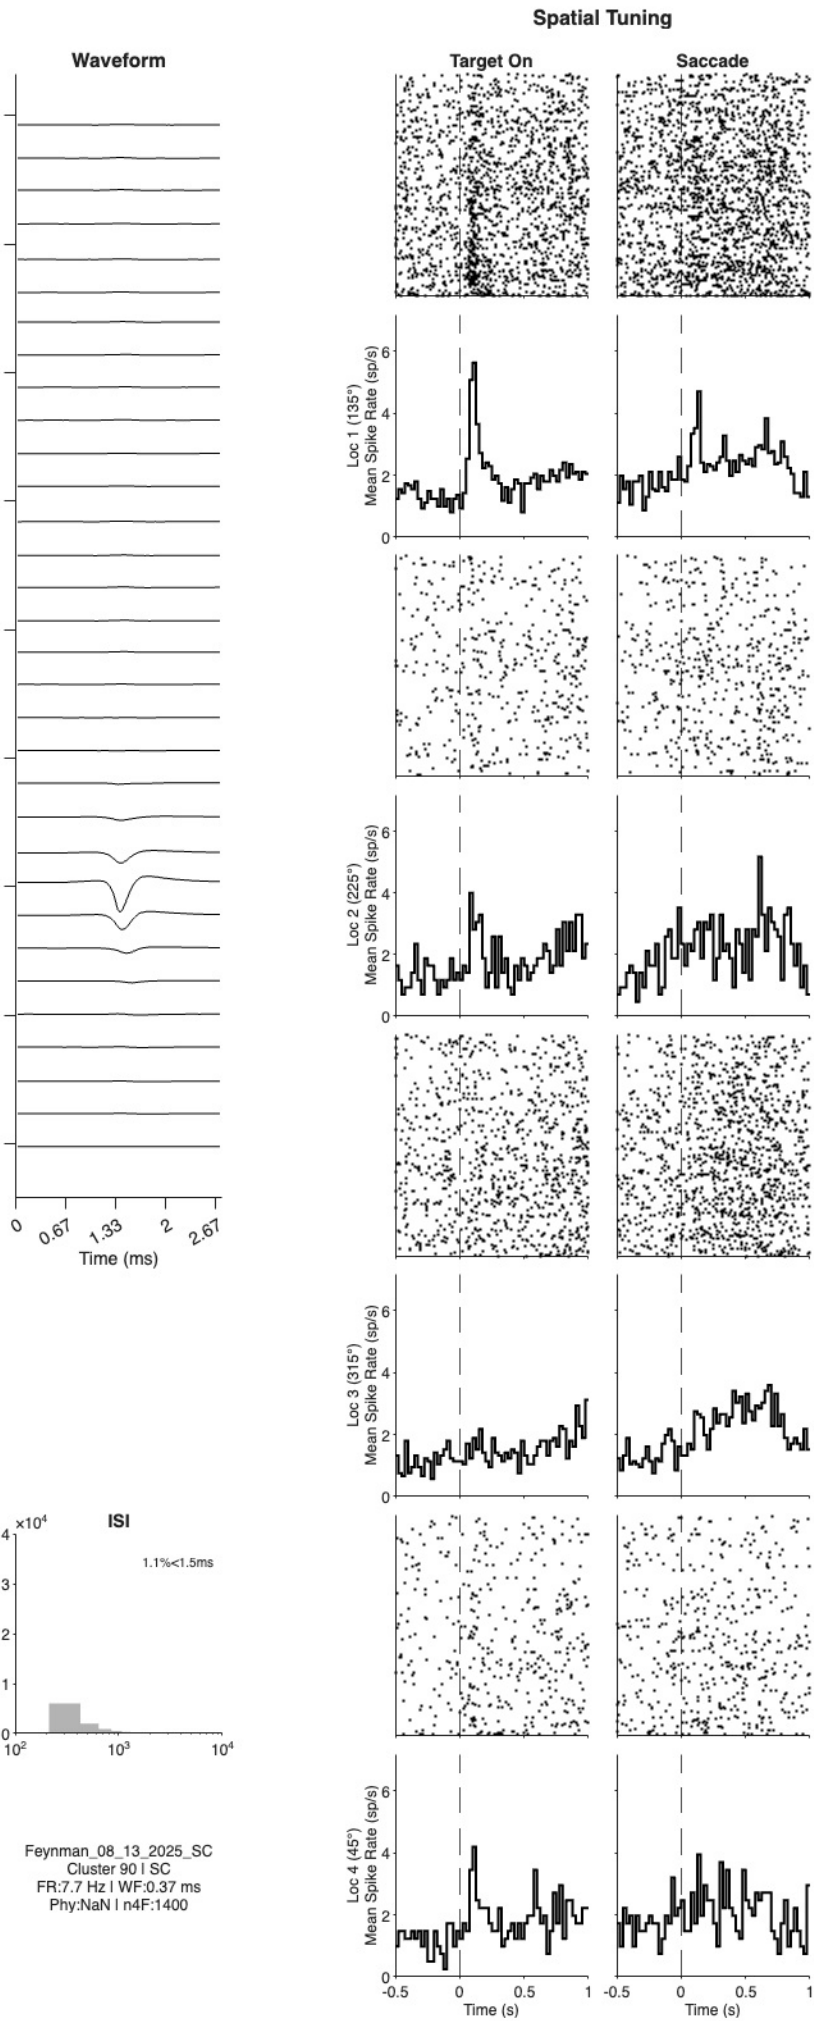 Spatial Tuning
Waveform
Target On
Saccade
Loc 1 (135°)
Mean Spike Rate (sp/s)
6
4
2
0
Loc 2 (225°)
Mean Spike Rate (sp/s)
6
4
2
0
0
0.67
1.33
2
2.67
Time (ms)
Loc 3 (315°)
Mean Spike Rate (sp/s)
6
4
2
0
ISI
×10⁴
1.1%<1.5ms
4
3
2
1
0
10² 10³ 10⁴
Loc 4 (45°)
Mean Spike Rate (sp/s)
6
4
2
0
Feynman_08_13_2025_SC
Cluster 90 | SC
FR:7.7 Hz | WF:0.37 ms
Phy:NaN | n4F:1400
-0.5 0 0.5 1
Time (s)
-0.5 0 0.5 1
Time (s)